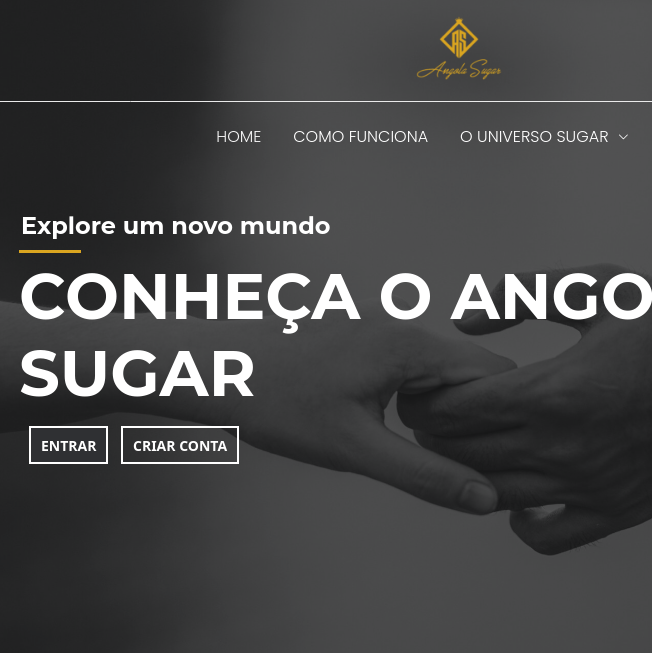 AS
Angola Sugar
HOME COMO FUNCIONA O UNIVERSO SUGAR
Explore um novo mundo
CONHEÇA O ANGO
SUGAR
ENTRAR CRIAR CONTA